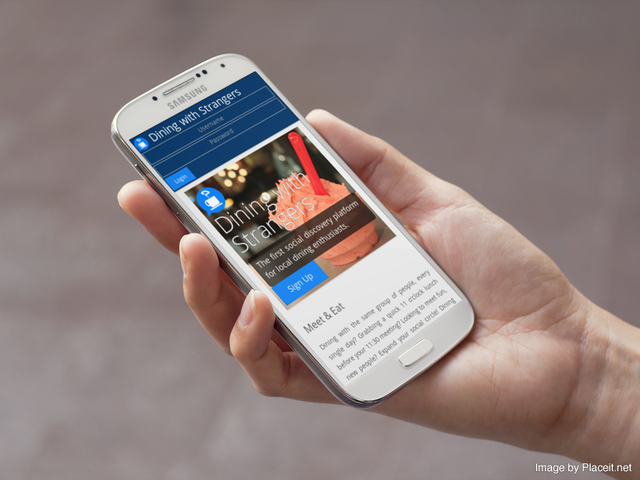 SAMSUNG
Dining with Strangers
Username
Password
Login
Dining with
Strangers
The first social discovery platform
for local dining enthusiasts.
Sign Up
Meet & Eat
Dining with the same group of people, every
single day? Grabbing a quick 11 o'clock lunch
before your 11:30 meeting? Looking to meet fun,
new people? Expand your social circle! Dining
Image by Placeit.net